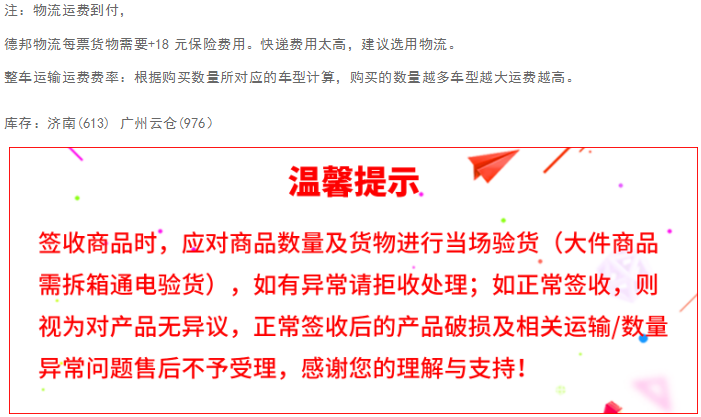 注：物流运费到付，
德邦物流每票货物需要+18 元保险费用。快递费用太高，建议选用物流。
整车运输运费费率：根据购买数量所对应的车型计算，购买的数量越多车型越大运费越高。
库存：济南(613） 广州云仓(976）
温馨提示
签收商品时，应对商品数量及货物进行当场验货（大件商品
需拆箱通电验货），如有异常请拒收处理；如正常签收，则
视为对产品无异议，正常签收后的产品破损及相关运输/数量
异常问题售后不予受理，感谢您的理解与支持！